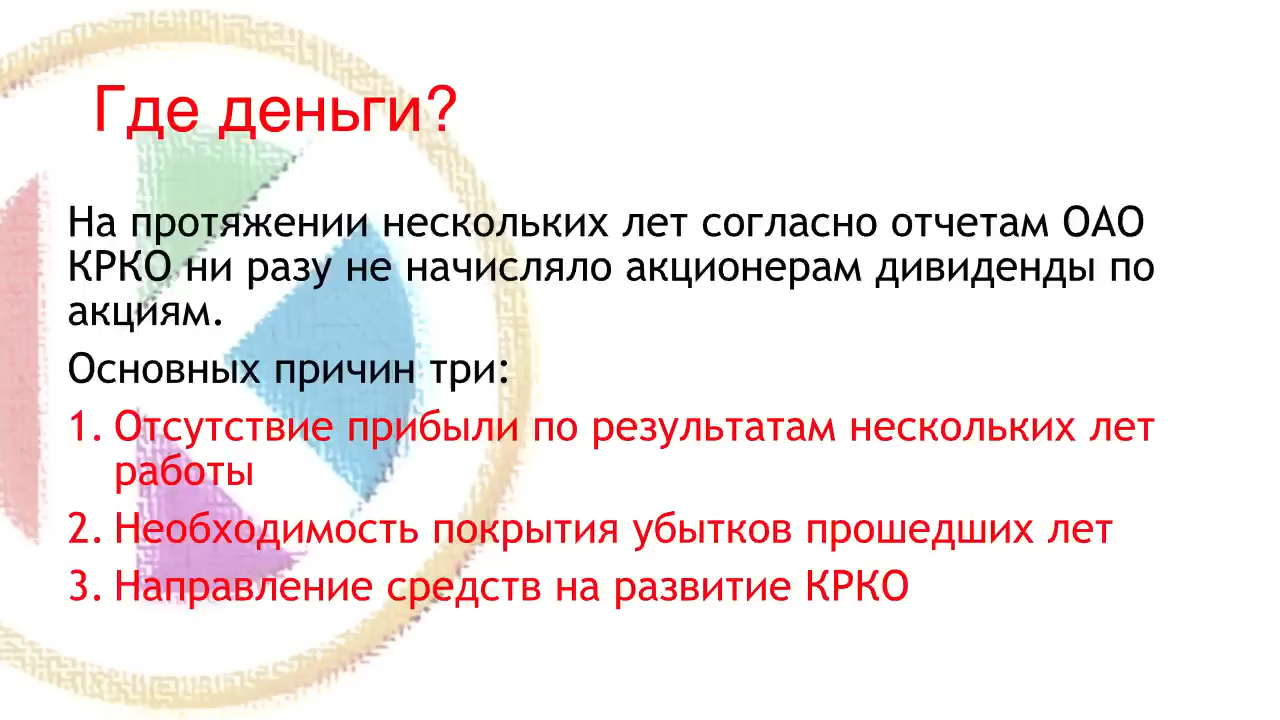 Где деньги?
На протяжении нескольких лет согласно отчетам ОАО
КРКО ни разу не начисляло акционерам дивиденды по
акциям.
Основных причин три:
1. Отсутствие прибыли по результатам нескольких лет
работы
2. Необходимость покрытия убытков прошедших лет
3. Направление средств на развитие КРКО